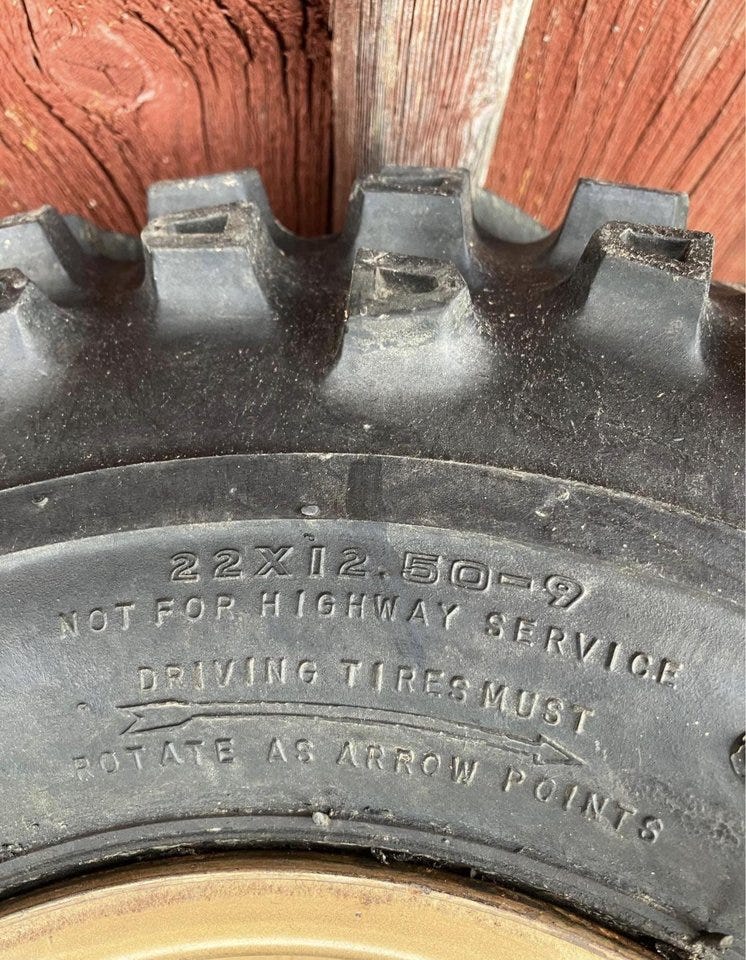 22X12.50-9
NOT FOR HIGHWAY SERVICE
DRIVING TIRES MUST
ROTATE AS ARROW POINTS